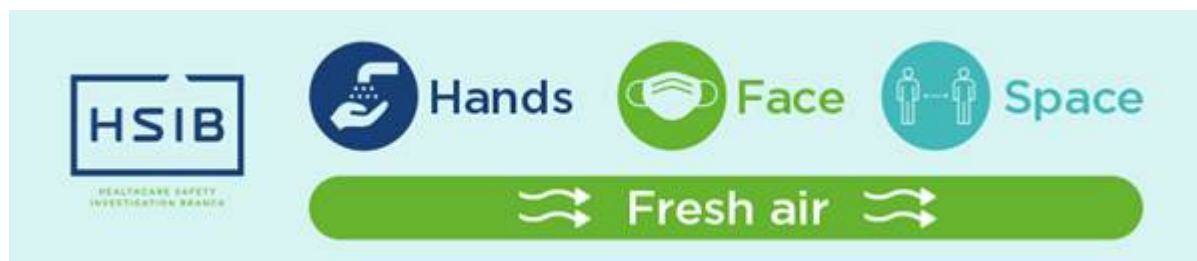 HSIB
HEALTHCARE SAFETY
INVESTIGATION BRANCH
Hands
Face
Space
Fresh air